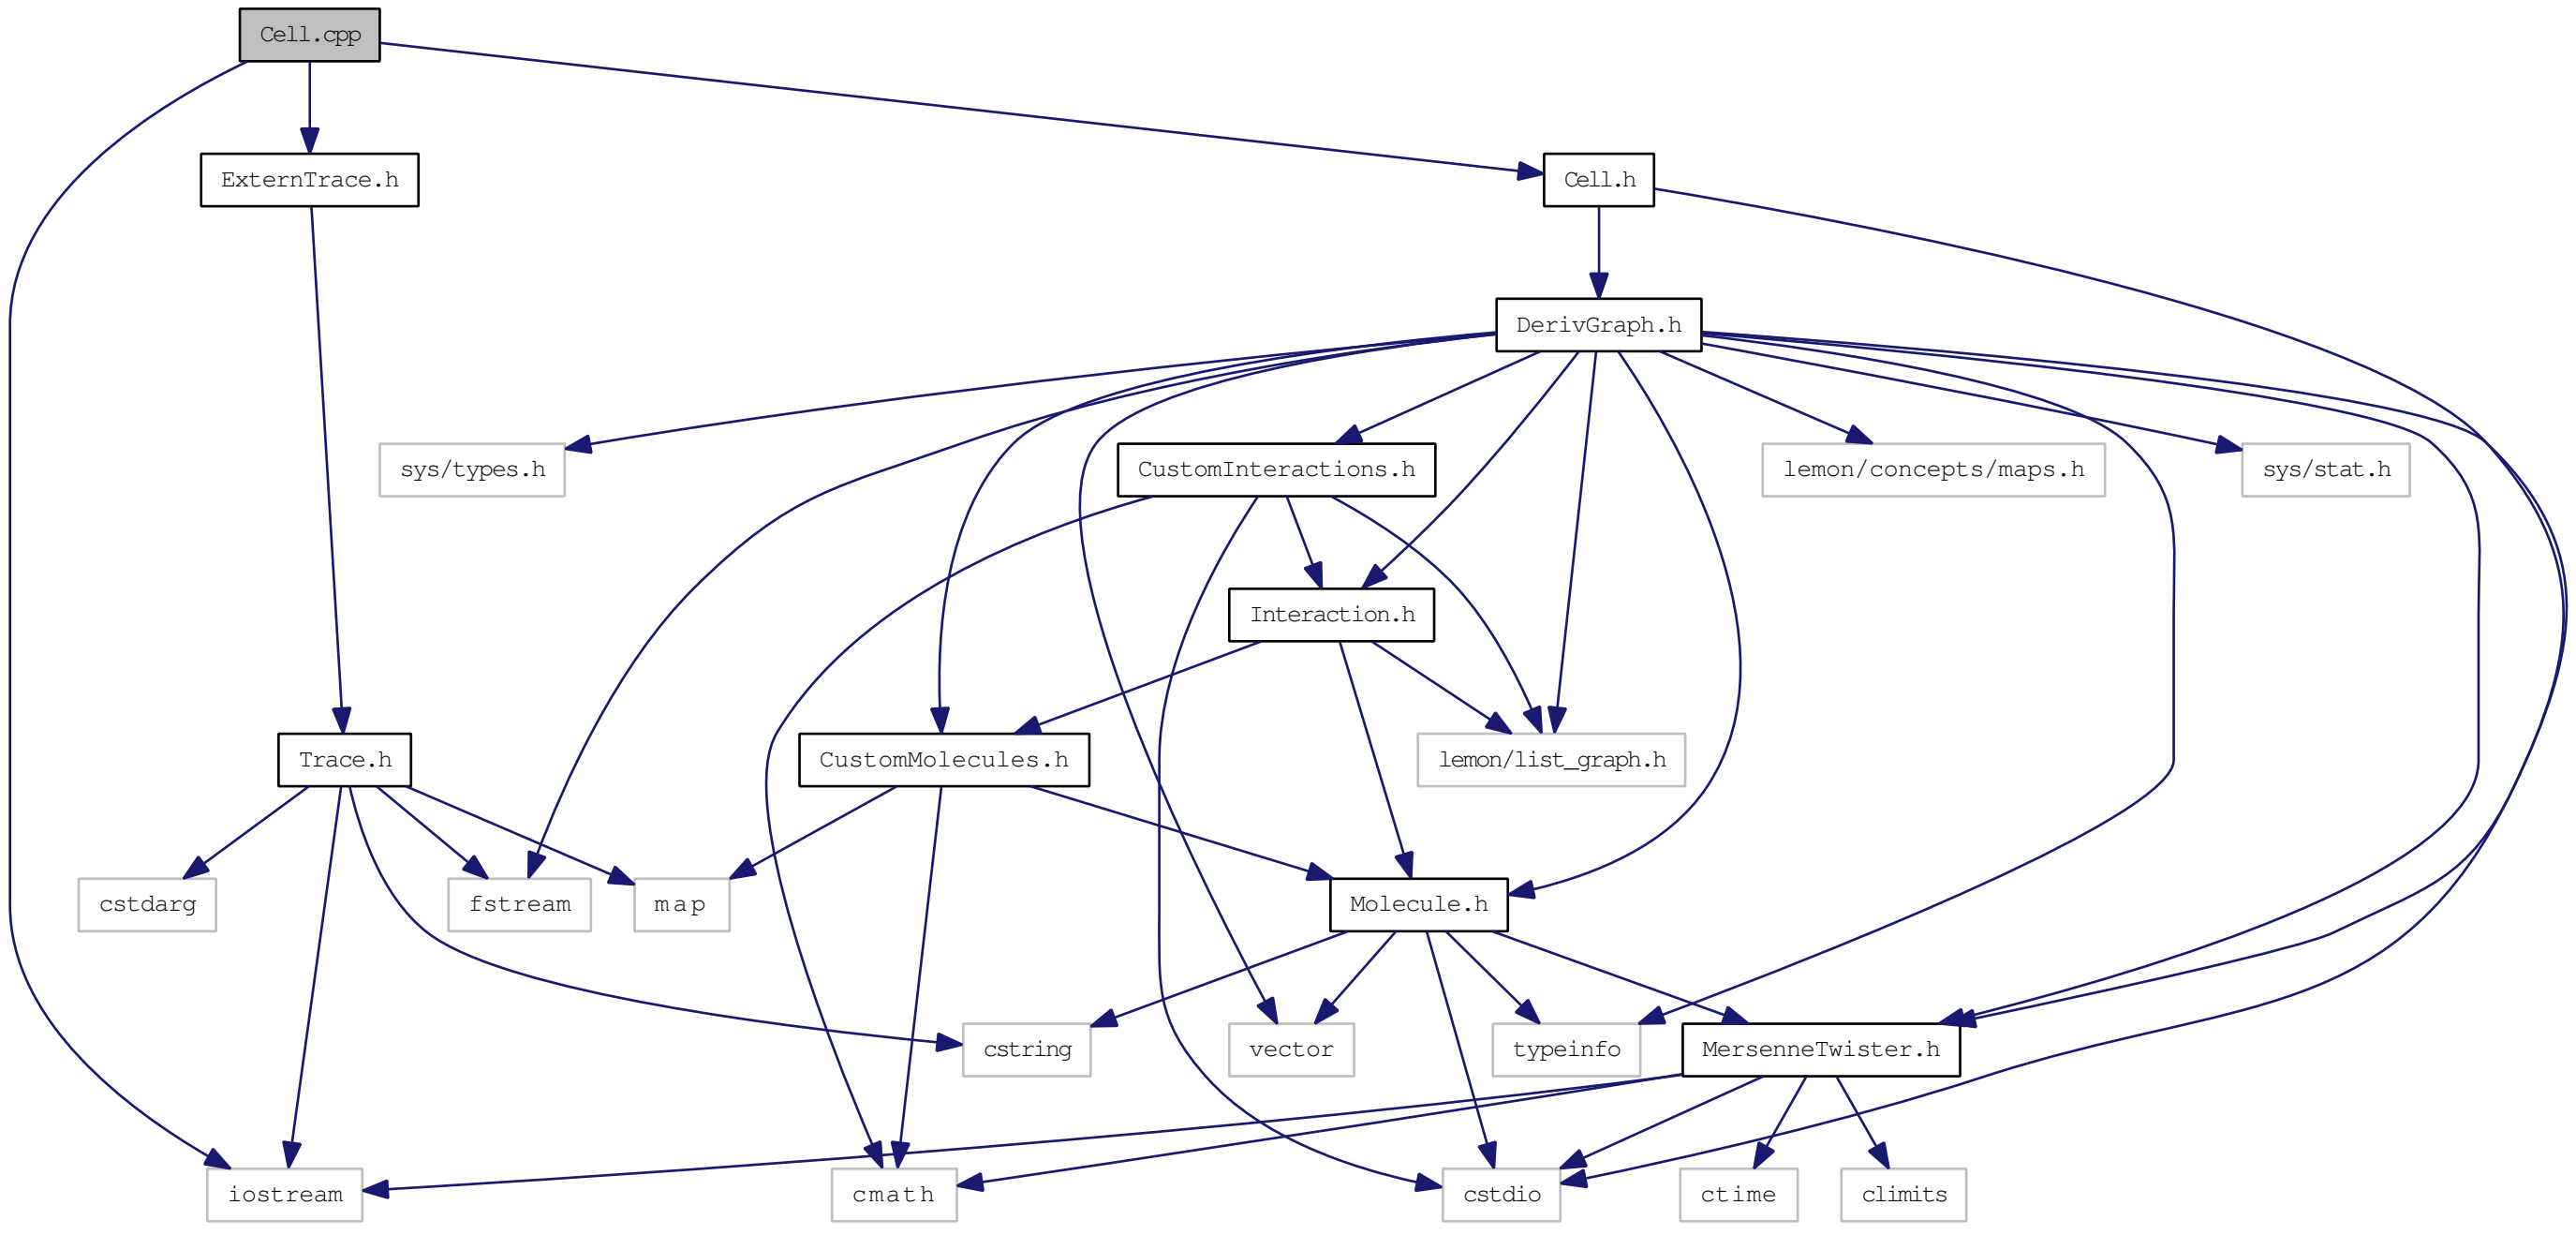 Cell.cpp
ExternTrace.h
Cell.h
DerivGraph.h
sys/types.h
CustomInteractions.h
lemon/concepts/maps.h
sys/stat.h
Interaction.h
Trace.h
CustomMolecules.h
lemon/list_graph.h
cstdarg
fstream
map
Molecule.h
cstring
vector
typeinfo
MersenneTwister.h
iostream
cmath
cstdio
ctime
climits